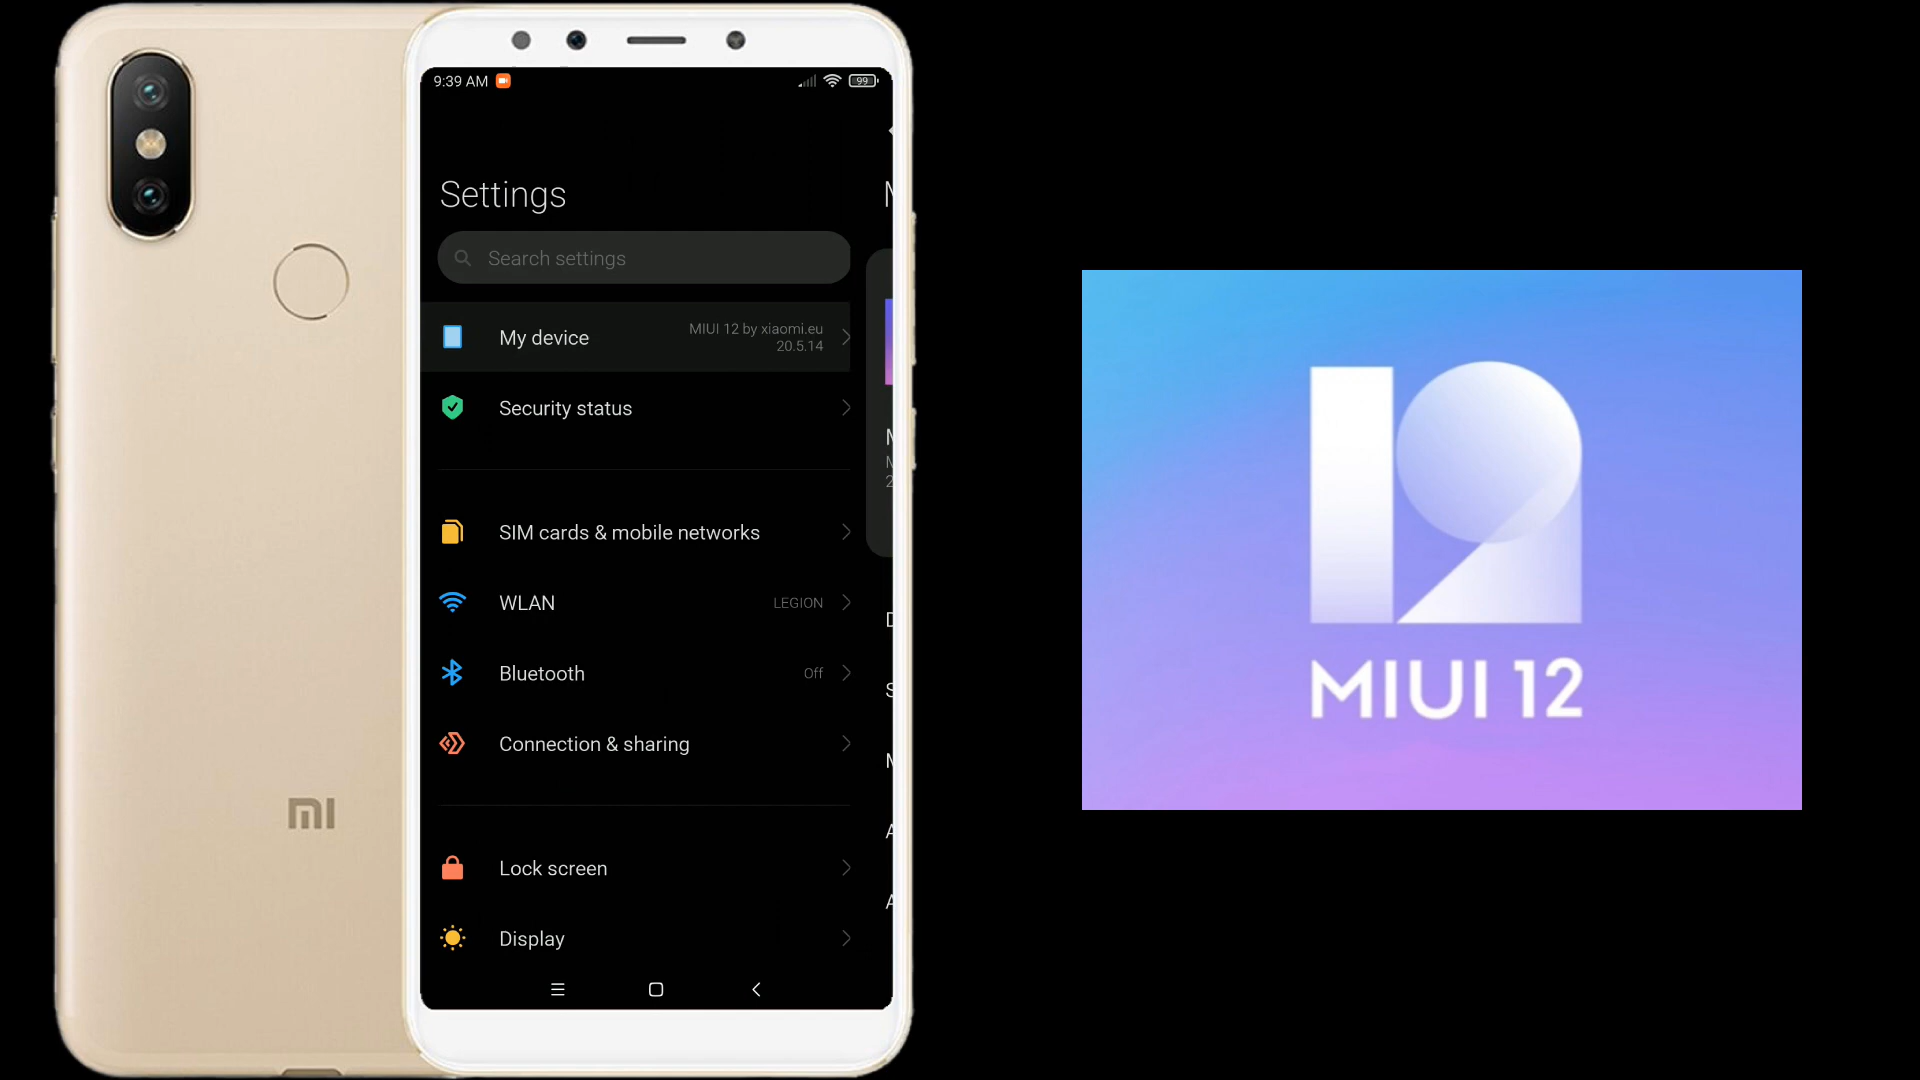 9:39 AM
99
Settings
Search settings
My device
MIUI 12 by xiaomi.eu
20.5.14
Security status
SIM cards & mobile networks
WLAN
LEGION
Bluetooth
Off
Connection & sharing
Lock screen
Display
MI
12
MIUI 12